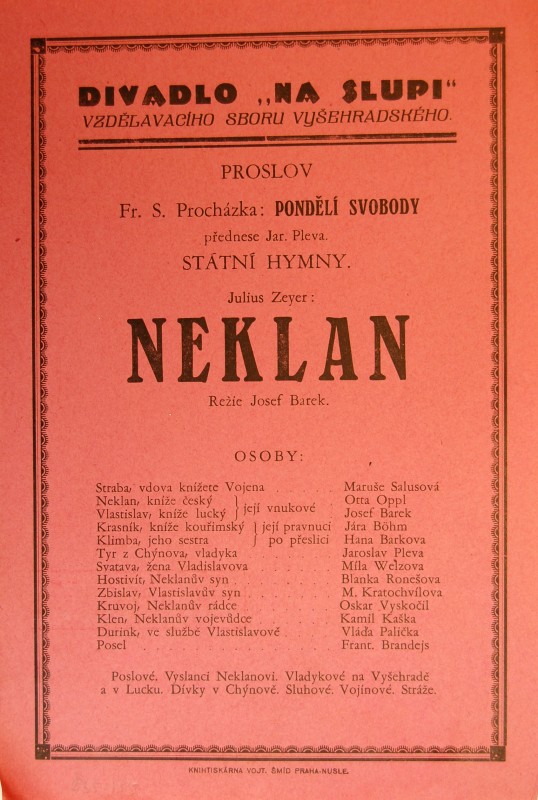 DIVADLO „NA SLUPI“
VZDĚLAVACÍHO SBORU VYŠEHRADSKÉHO.
PROSLOV
Fr. S. Procházka: PONDĚLÍ SVOBODY
přednese Jar. Pleva.
STÁTNÍ HYMNY.
Julius Zeyer:
NEKLAN
Režie Josef Barek.
OSOBY:
Straba, vdova knížete Vojena . . . . . Matuše Salusová
Neklan, kníže český } její vnukové . . Otta Oppl
Vlastislav, kníže lucký } Josef Barek
Krasník, kníže kouřimský } její pravnuci Jára Böhm
Klimba, jeho sestra } po přeslici Hana Barkova
Tyr z Chýnova, vladyka . . . . . Jaroslav Pleva
Svatava, žena Vladislavova . . . . . Míla Welzova
Hostivít, Neklanův syn . . . . . Blanka Ronešova
Zbislav, Vlastislavův syn . . . . . M. Kratochvílova
Kruvoj, Neklanův rádce . . . . . Oskar Vyskočil
Klen, Neklanův vojevůdce . . . . . Kamil Kaška
Durink, ve službě Vlastislavově . . . . . Vláďa Palička
Posel . . . . . Frant. Brandejs
Poslové. Vyslanci Neklanovi. Vladykové na Vyšehradě
a v Lucku. Dívky v Chýnově. Sluhové. Vojínové. Stráže.
KNIHTISKÁRNA VOJT. ŠMÍD PRAHA-NUSLE.